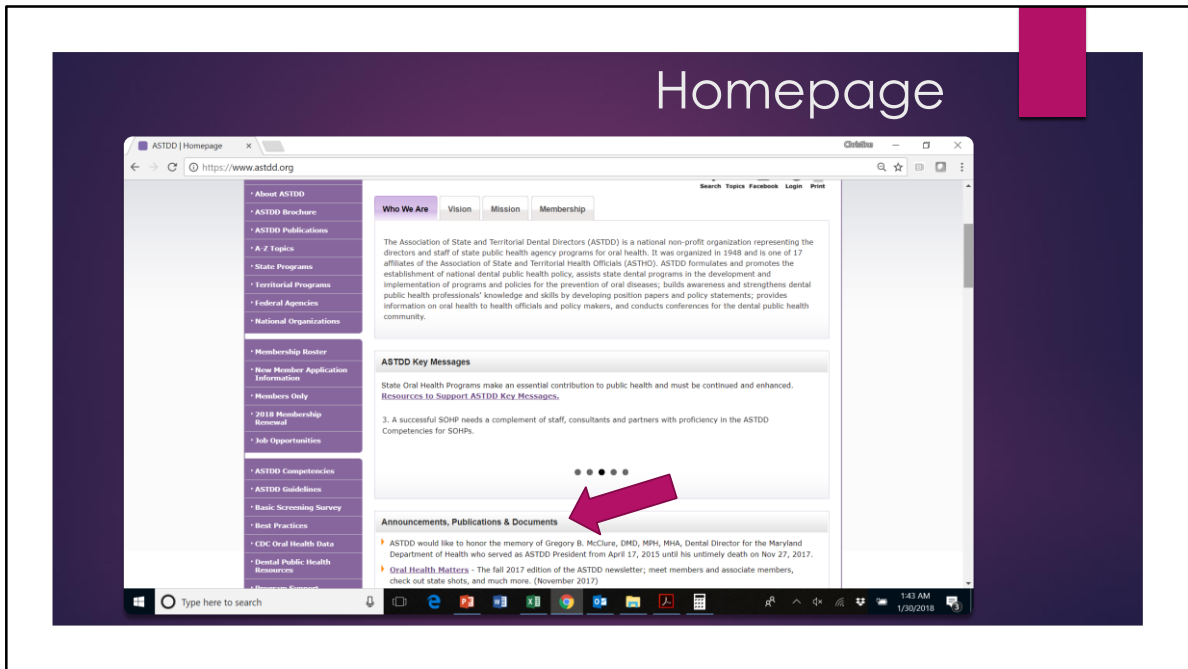 Homepage
ASTDD | Homepage
Christina
https://www.astdd.org
Search Topics Facebook Login Print
About ASTDD
ASTDD Brochure
ASTDD Publications
A-Z Topics
State Programs
Territorial Programs
Federal Agencies
National Organizations
Membership Roster
New Member Application
Information
Members Only
2018 Membership
Renewal
Job Opportunities
ASTDD Competencies
ASTDD Guidelines
Basic Screening Survey
Best Practices
CDC Oral Health Data
Dental Public Health
Resources
Program Support
Who We Are Vision Mission Membership
The Association of State and Territorial Dental Directors (ASTDD) is a national non-profit organization representing the
directors and staff of state public health agency programs for oral health. It was organized in 1948 and is one of 17
affiliates of the Association of State and Territorial Health Officials (ASTHO). ASTDD formulates and promotes the
establishment of national dental public health policy, assists state dental programs in the development and
implementation of programs and policies for the prevention of oral diseases; builds awareness and strengthens dental
public health professionals' knowledge and skills by developing position papers and policy statements; provides
information on oral health to health officials and policy makers, and conducts conferences for the dental public health
community.
ASTDD Key Messages
State Oral Health Programs make an essential contribution to public health and must be continued and enhanced.
Resources to Support ASTDD Key Messages.
3. A successful SOHP needs a complement of staff, consultants and partners with proficiency in the ASTDD
Competencies for SOHPs.
Announcements, Publications & Documents
ASTDD would like to honor the memory of Gregory B. McClure, DMD, MPH, MHA, Dental Director for the Maryland
Department of Health who served as ASTDD President from April 17, 2015 until his untimely death on Nov 27, 2017.
Oral Health Matters - The fall 2017 edition of the ASTDD newsletter; meet members and associate members,
check out state shots, and much more. (November 2017)
Type here to search
1:43 AM
1/30/2018
3